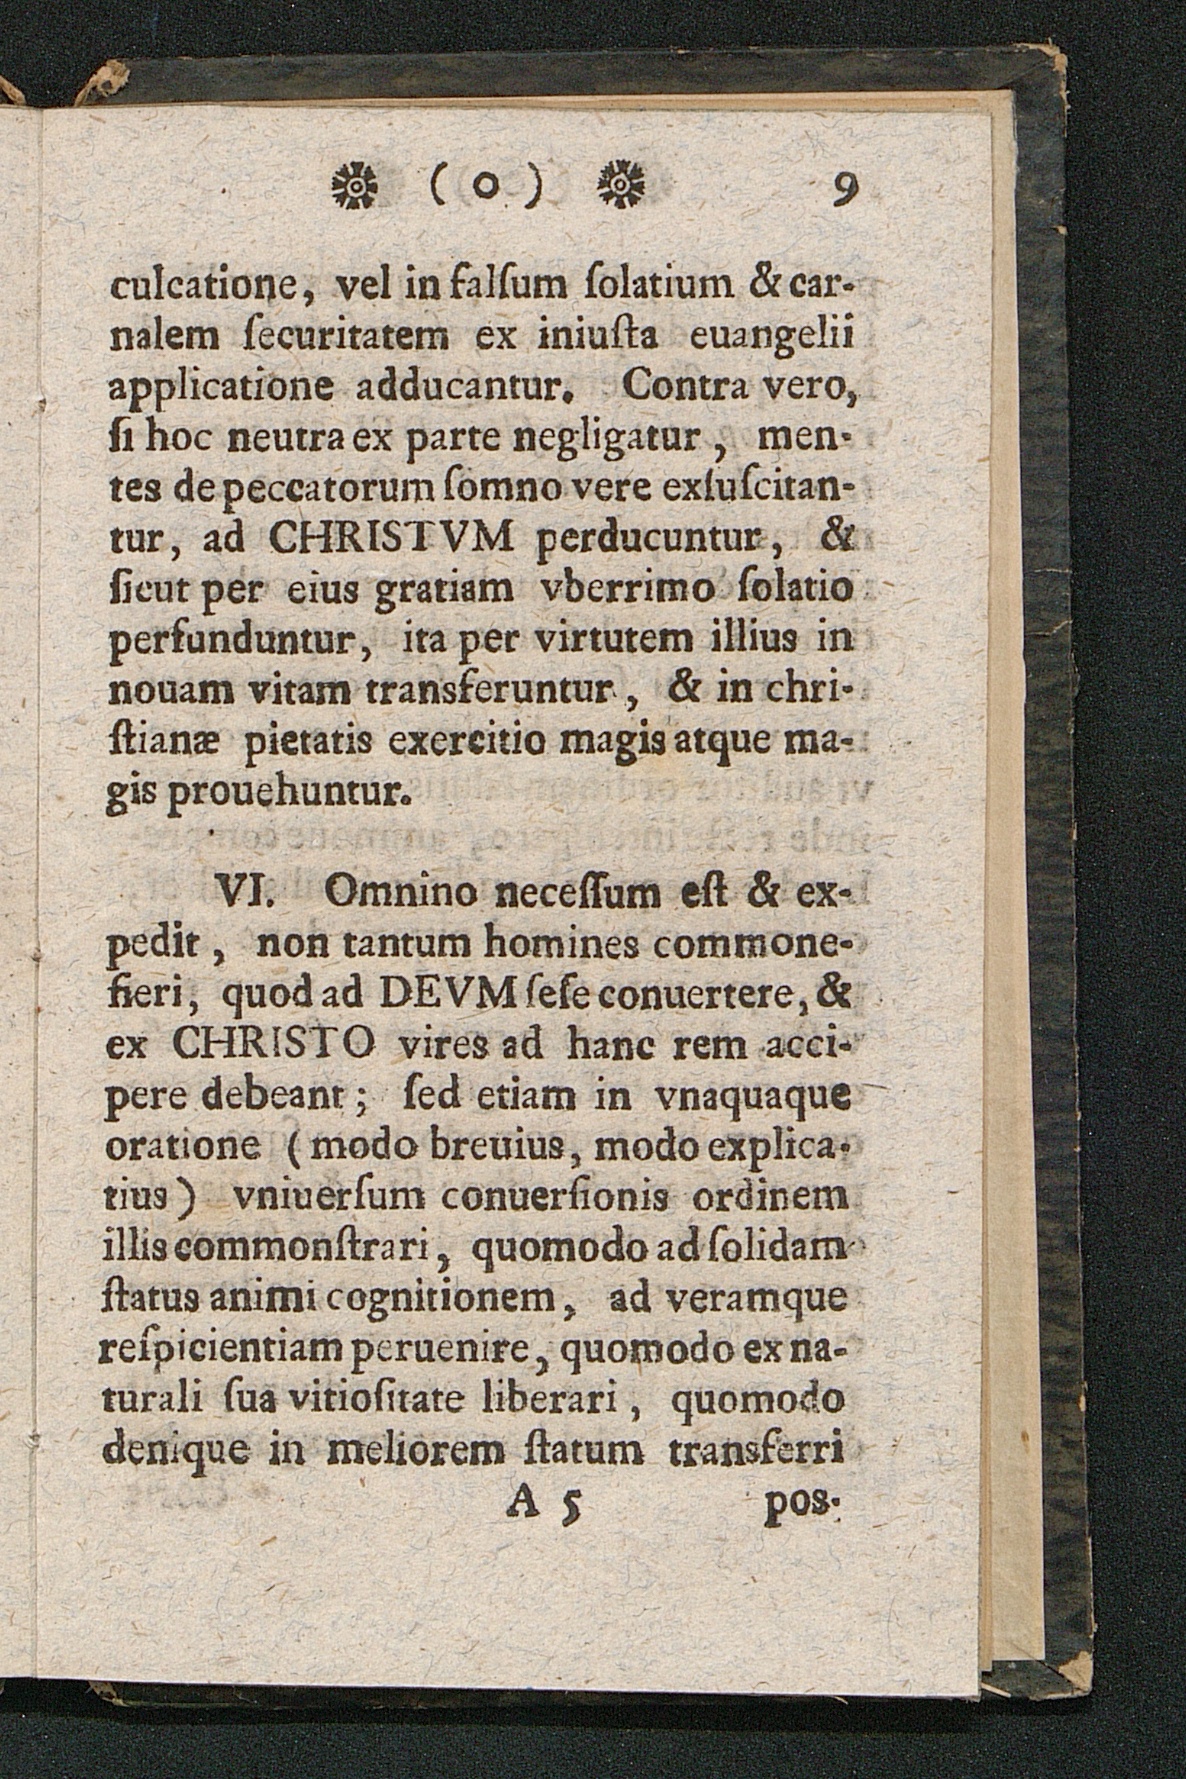 ❁ ( o ) ❁ 9
culcatione, vel in falſum ſolatium & car-
nalem ſecuritatem ex iniuſta euangelii
applicatione adducantur. Contra vero,
ſi hoc neutra ex parte negligatur, men-
tes de peccatorum ſomno vere exſuſcitan-
tur, ad CHRISTVM perducuntur, &
ſicut per eius gratiam vberrimo ſolatio
perfunduntur, ita per virtutem illius in
nouam vitam transferuntur, & in chri-
ſtianæ pietatis exercitio magis atque ma-
gis prouehuntur.
VI. Omnino neceſſum eſt & ex-
pedit, non tantum homines commone-
fieri, quod ad DEVM ſeſe conuertere, &
ex CHRISTO vires ad hanc rem acci-
pere debeant; ſed etiam in vnaquaque
oratione (modo breuius, modo explica-
tius) vniuerſum conuerſionis ordinem
illis commonſtrari, quomodo ad ſolidam
ſtatus animi cognitionem, ad veramque
reſpicientiam peruenire, quomodo ex na-
turali ſua vitioſitate liberari, quomodo
denique in meliorem ſtatum transferri
A 5 pos-